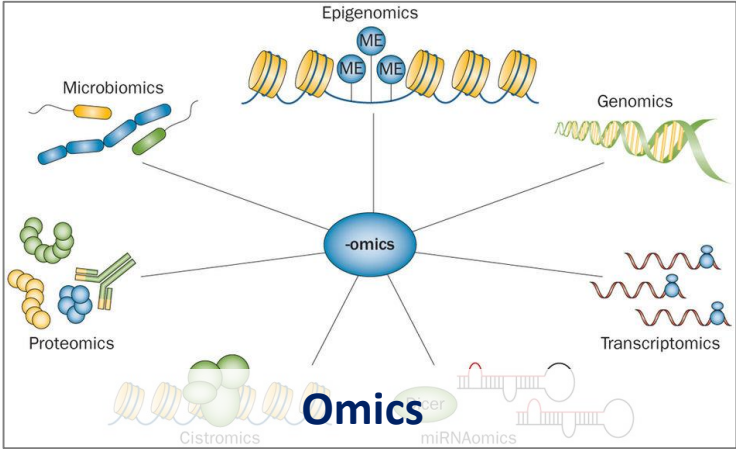 Epigenomics
ME
ME
ME
Microbiomics
Genomics
-omics
Proteomics
Transcriptomics
Omics
Cistromics
miRNAomics